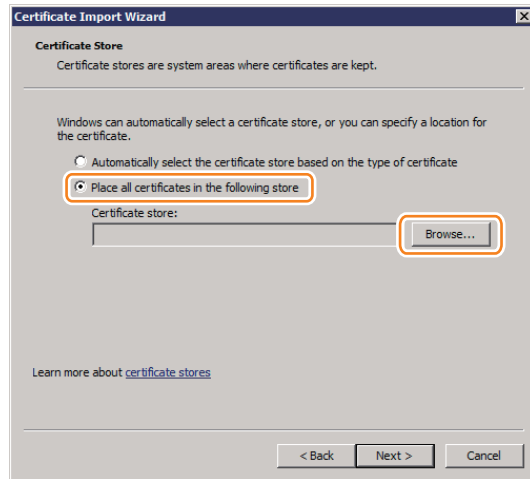 Certificate Import Wizard
Certificate Store
Certificate stores are system areas where certificates are kept.
Windows can automatically select a certificate store, or you can specify a location for
the certificate.
Automatically select the certificate store based on the type of certificate
Place all certificates in the following store
Certificate store:
Browse...
Learn more about certificate stores
< Back Next > Cancel